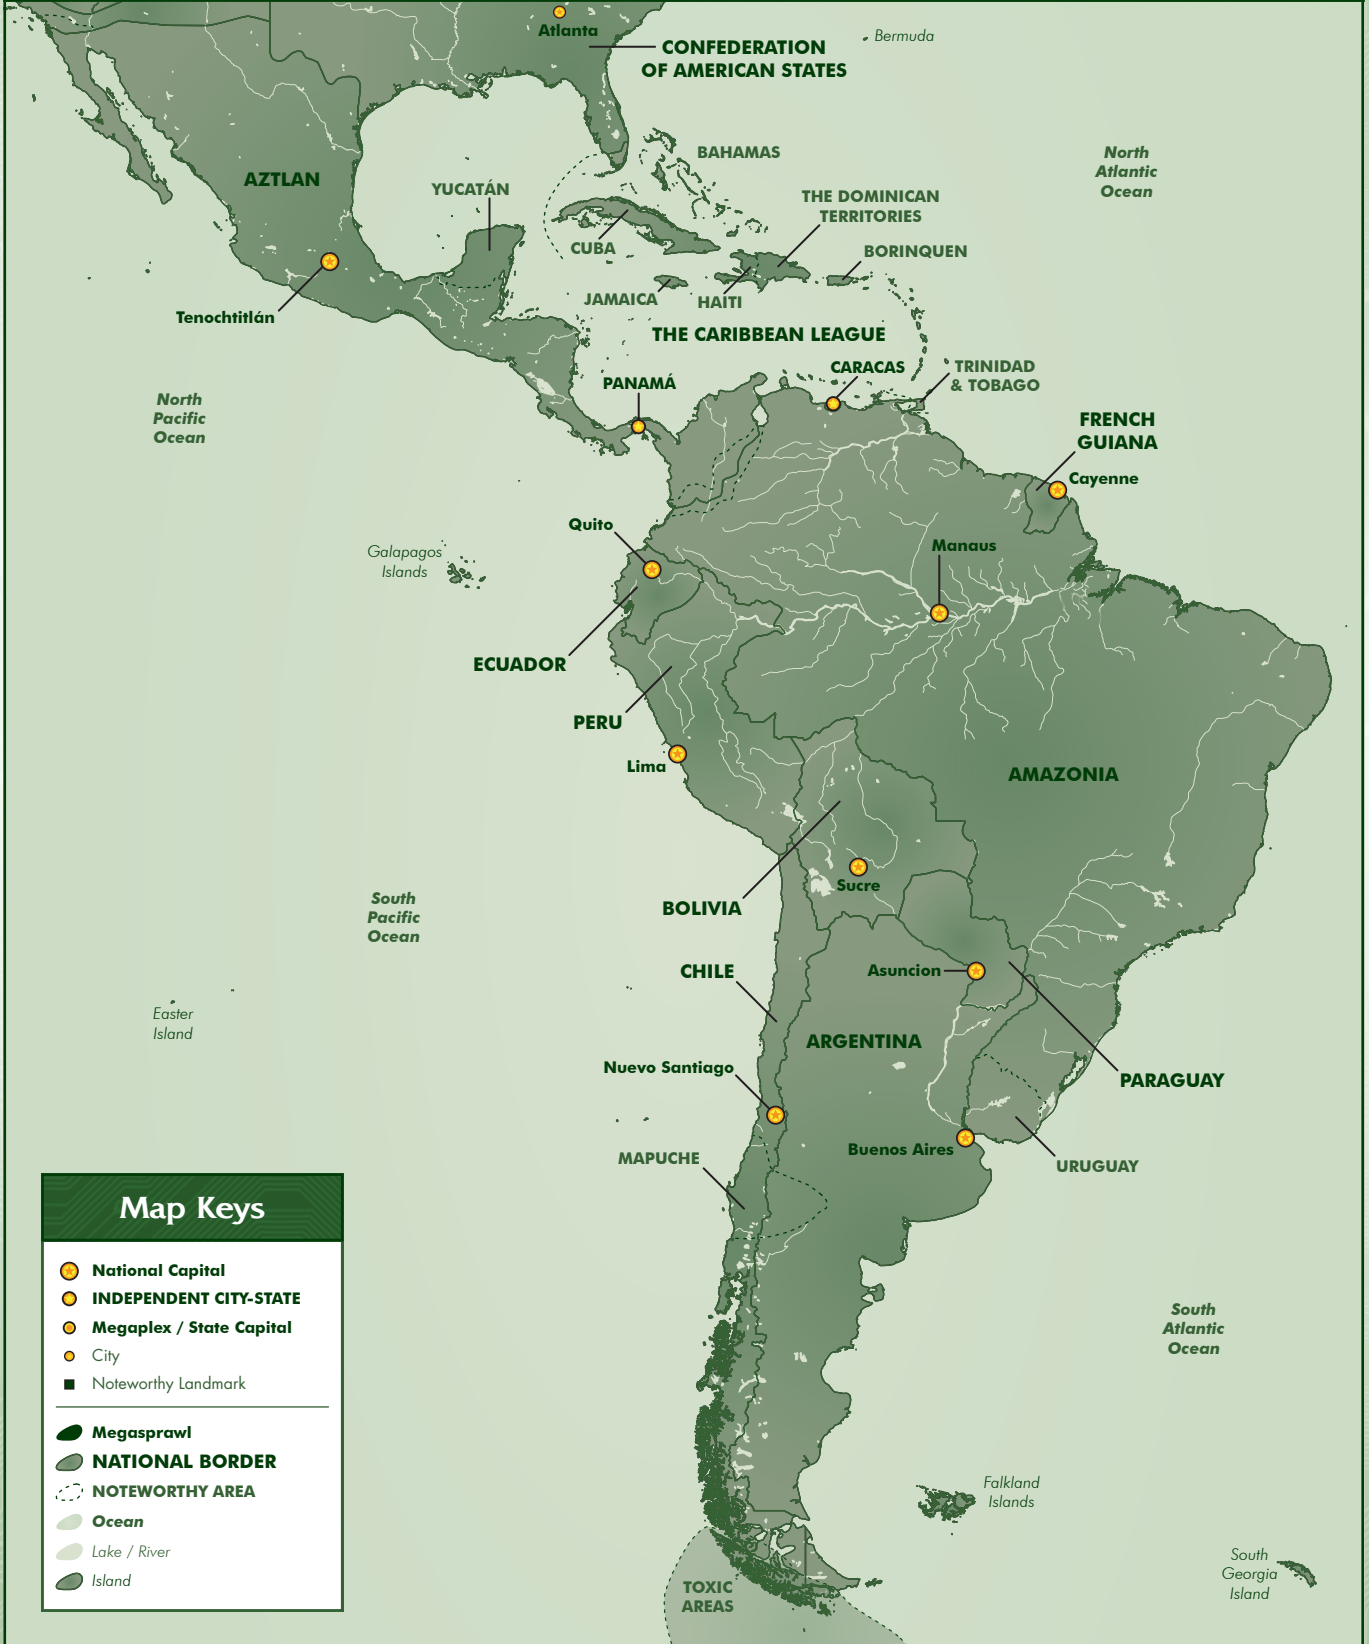 Atlanta
CONFEDERATION
OF AMERICAN STATES
Bermuda
BAHAMAS
North
Atlantic
Ocean
AZTLAN
YUCATÁN
THE DOMINICAN
TERRITORIES
CUBA
BORINQUEN
JAMAICA
HAITI
Tenochtitlán
THE CARIBBEAN LEAGUE
PANAMÁ
CARACAS
TRINIDAD
& TOBAGO
North
Pacific
Ocean
FRENCH
GUIANA
Cayenne
Quito
Galapagos
Islands
Manaus
ECUADOR
PERU
Lima
AMAZONIA
Sucre
BOLIVIA
South
Pacific
Ocean
CHILE
Asuncion
Easter
Island
ARGENTINA
Nuevo Santiago
PARAGUAY
Buenos Aires
MAPUCHE
URUGUAY
Map Keys
National Capital
INDEPENDENT CITY-STATE
Megaplex / State Capital
City
Noteworthy Landmark
Megasprawl
NATIONAL BORDER
NOTEWORTHY AREA
Ocean
Lake / River
Island
South
Atlantic
Ocean
Falkland
Islands
South
Georgia
Island
TOXIC
AREAS